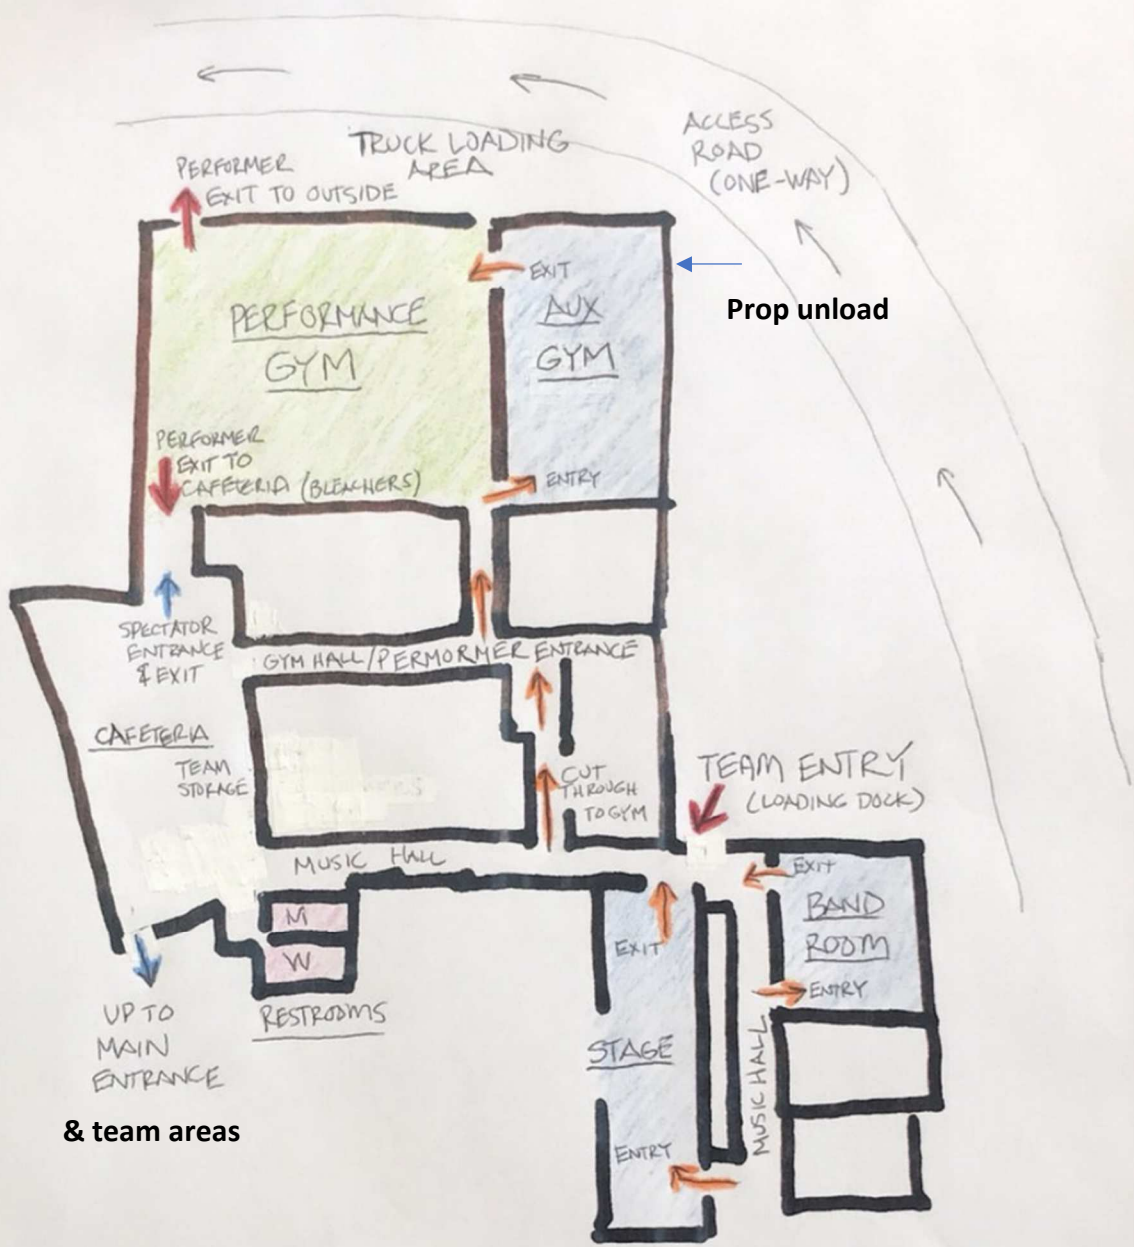 ACCESS
ROAD
(ONE-WAY)
TRUCK LOADING
AREA
PERFORMER
EXIT TO OUTSIDE
EXIT
PERFORMANCE
GYM
AUX
GYM
Prop unload
PERFORMER
EXIT TO
CAFETERIA (BLEACHERS)
ENTRY
SPECTATOR
ENTRANCE
& EXIT
GYM HALL/PERMORMER ENTRANCE
CAFETERIA
TEAM
STORAGE
CUT
THROUGH
TO GYM
TEAM ENTRY
(LOADING DOCK)
MUSIC HALL
EXIT
BAND
ROOM
ENTRY
M
W
RESTROOMS
EXIT
STAGE
ENTRY
MUSIC HALL
UP TO
MAIN
ENTRANCE
& team areas